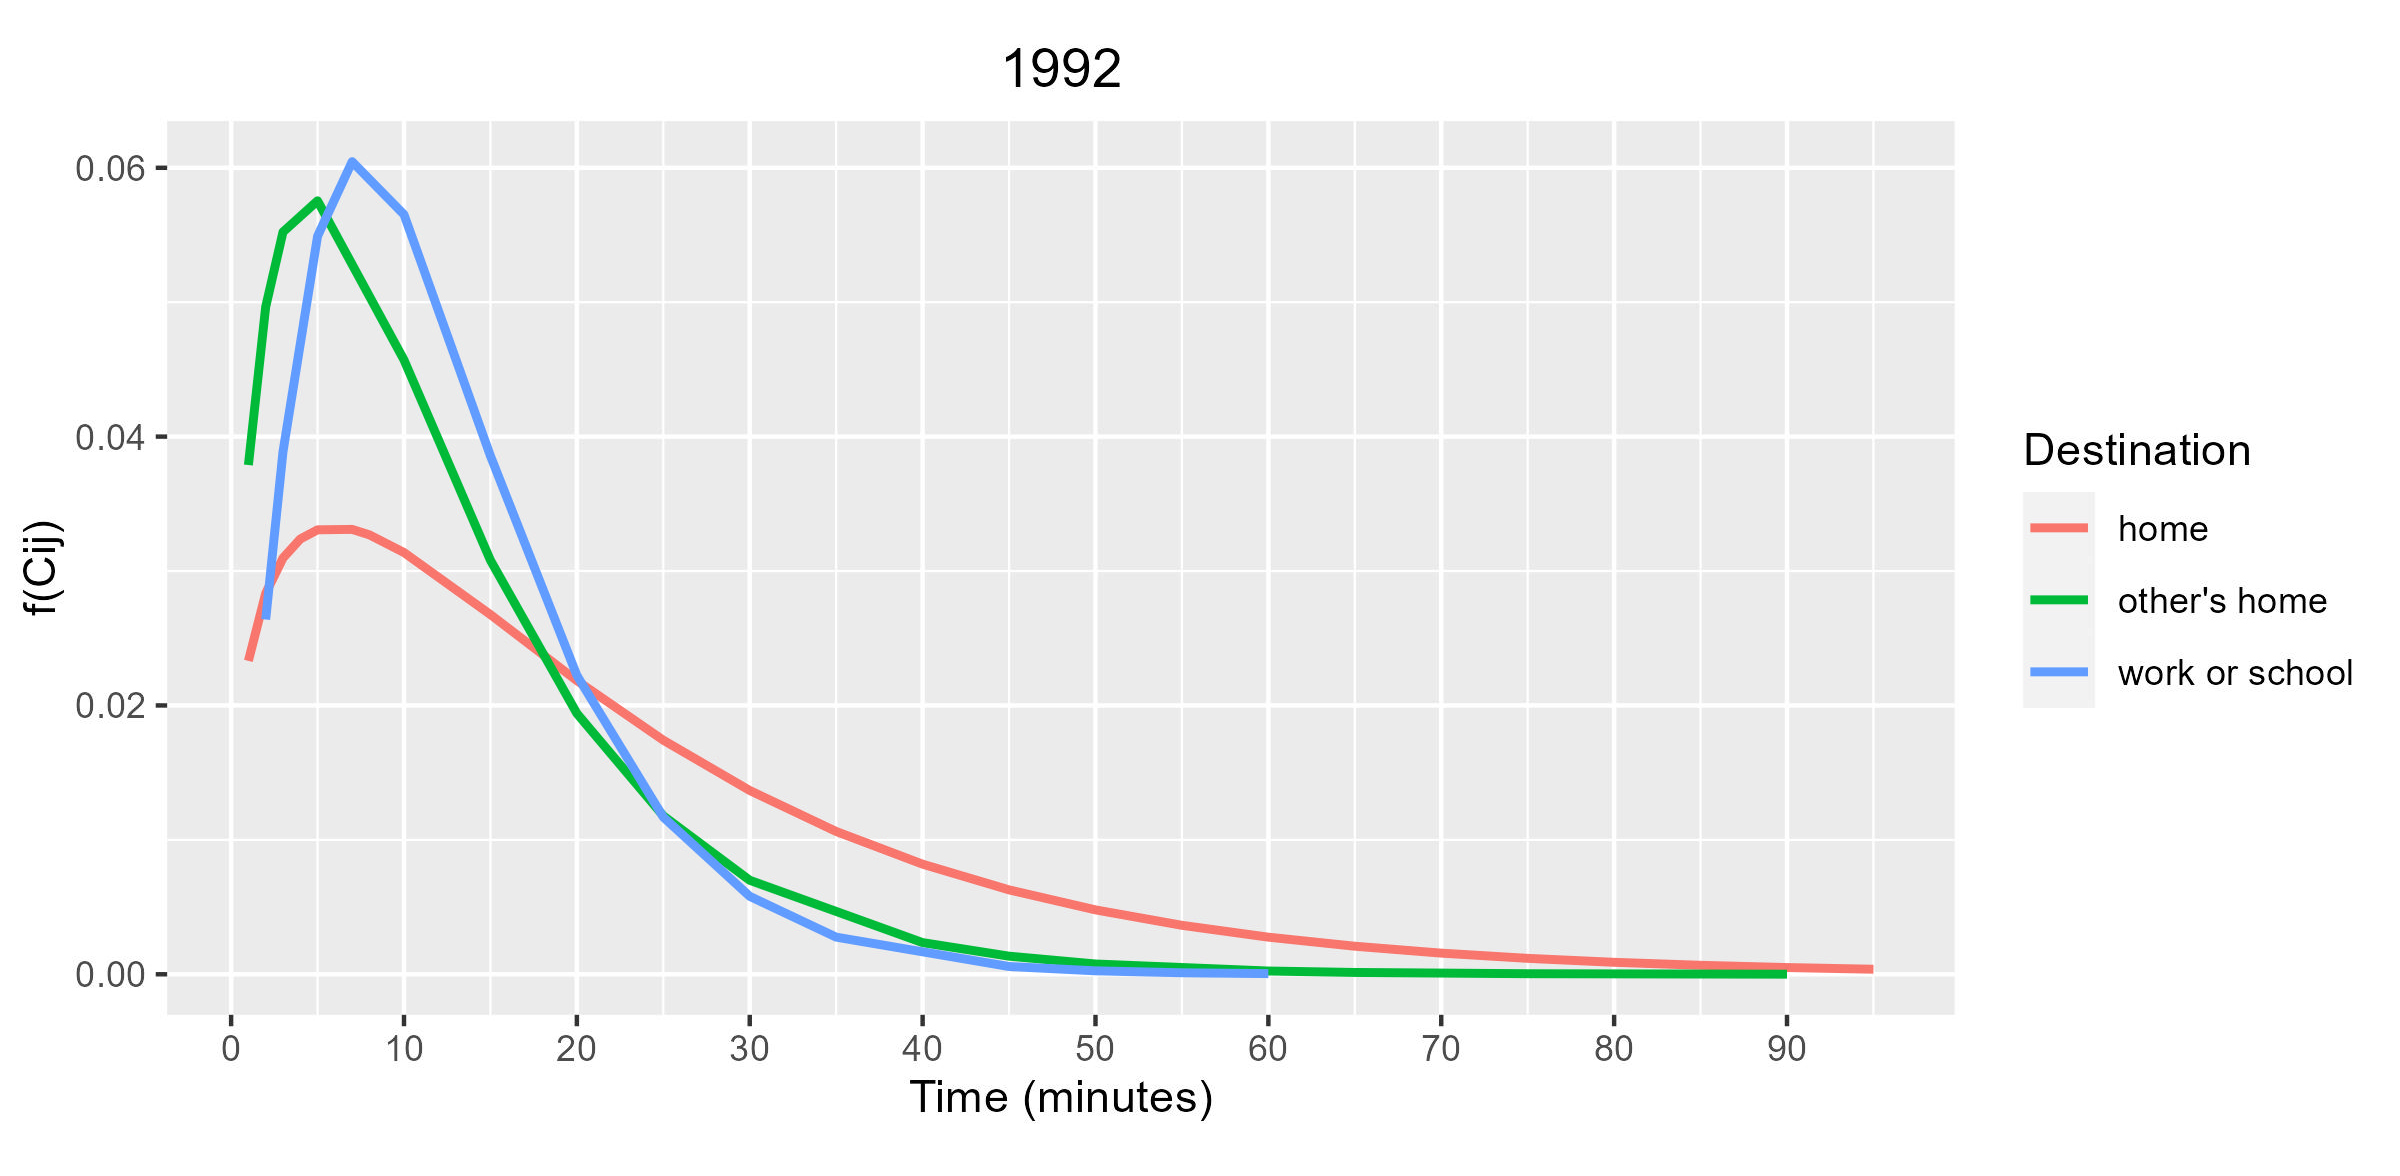 1992
f(Cij)
0.06
0.04
0.02
0.00
0 10 20 30 40 50 60 70 80 90
Time (minutes)
Destination
home
other's home
work or school